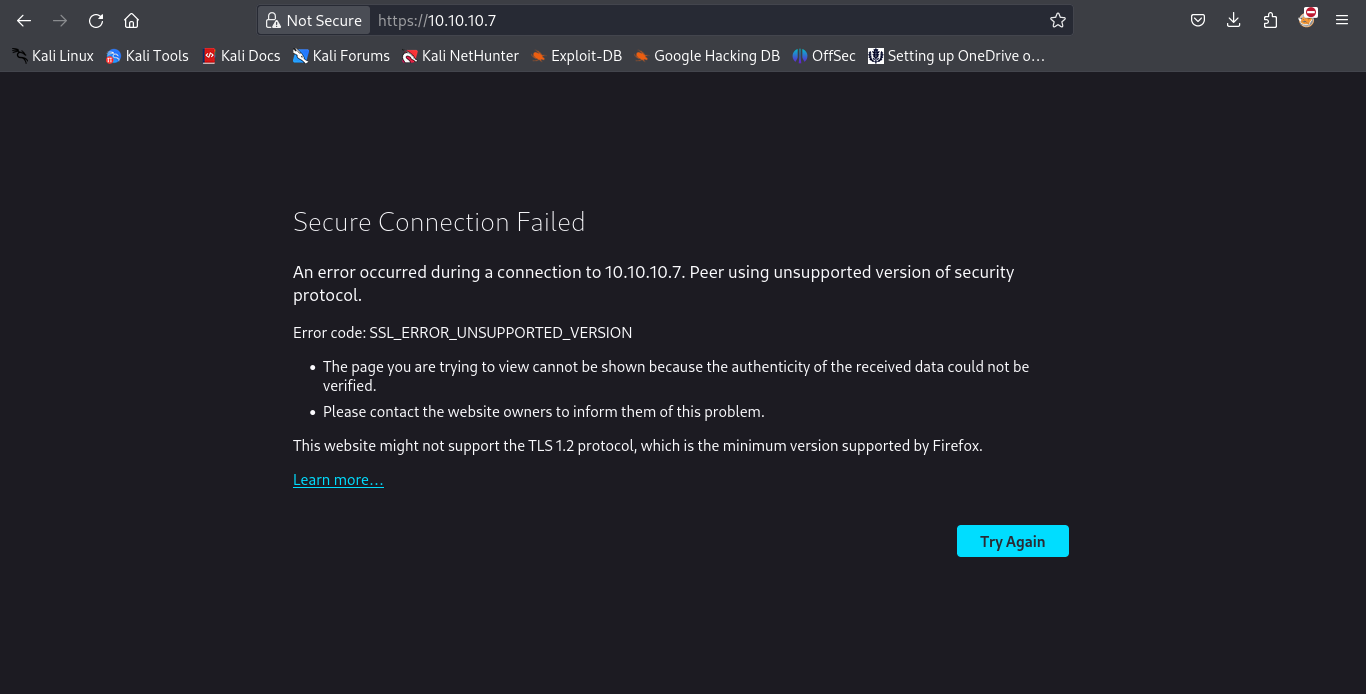 Not Secure https://10.10.10.7
Kali Linux Kali Tools Kali Docs Kali Forums Kali NetHunter Exploit-DB Google Hacking DB OffSec Setting up OneDrive o…
Secure Connection Failed
An error occurred during a connection to 10.10.10.7. Peer using unsupported version of security
protocol.
Error code: SSL_ERROR_UNSUPPORTED_VERSION
• The page you are trying to view cannot be shown because the authenticity of the received data could not be
verified.
• Please contact the website owners to inform them of this problem.
This website might not support the TLS 1.2 protocol, which is the minimum version supported by Firefox.
Learn more…
Try Again